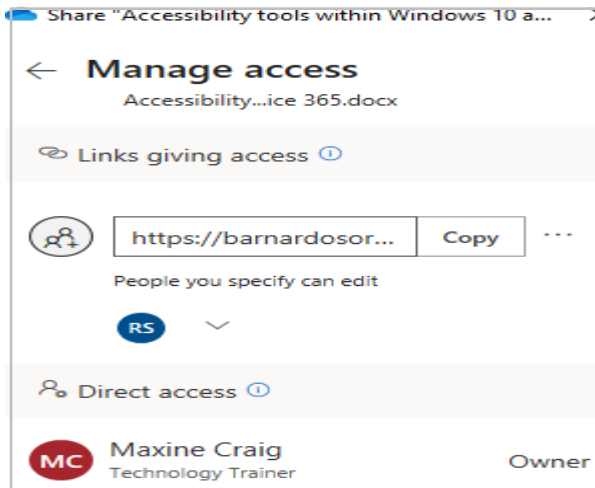 Share "Accessibility tools within Windows 10 a...
Manage access
Accessibility...ice 365.docx
Links giving access
https://barnardosor... Copy ...
People you specify can edit
RS
Direct access
MC Maxine Craig Owner
Technology Trainer